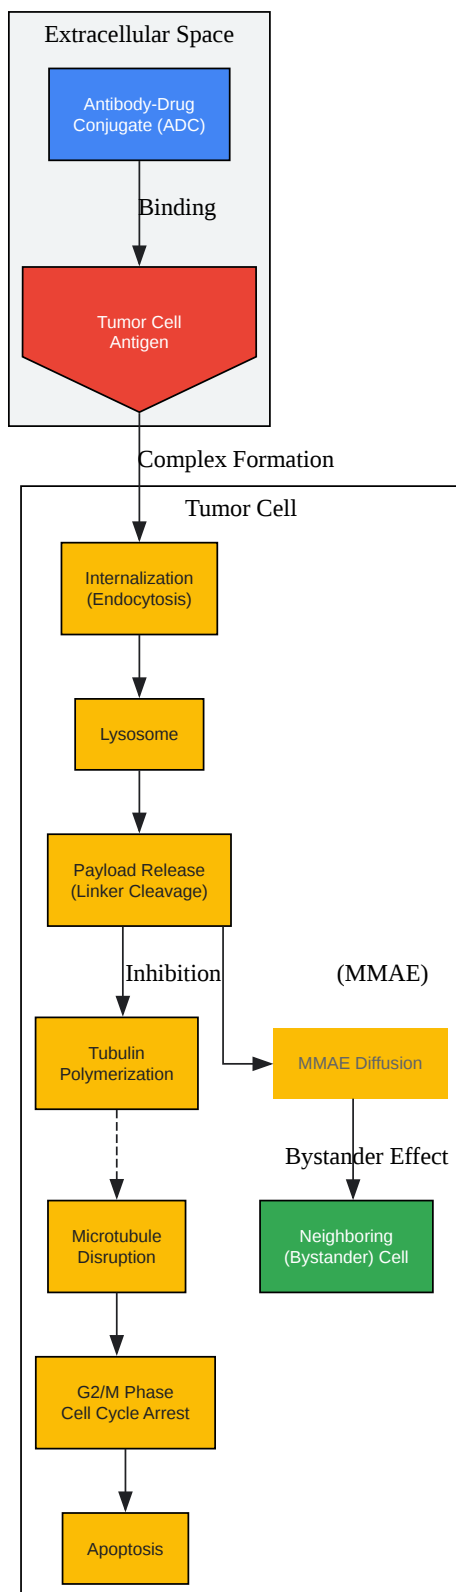 Extracellular Space
Antibody-Drug
Conjugate (ADC)
Binding
Tumor Cell
Antigen
Complex Formation
Tumor Cell
Internalization
(Endocytosis)
Lysosome
Payload Release
(Linker Cleavage)
Inhibition
(MMAE)
Tubulin
Polymerization
MMAE Diffusion
Bystander Effect
Microtubule
Disruption
Neighboring
(Bystander) Cell
G2/M Phase
Cell Cycle Arrest
Apoptosis